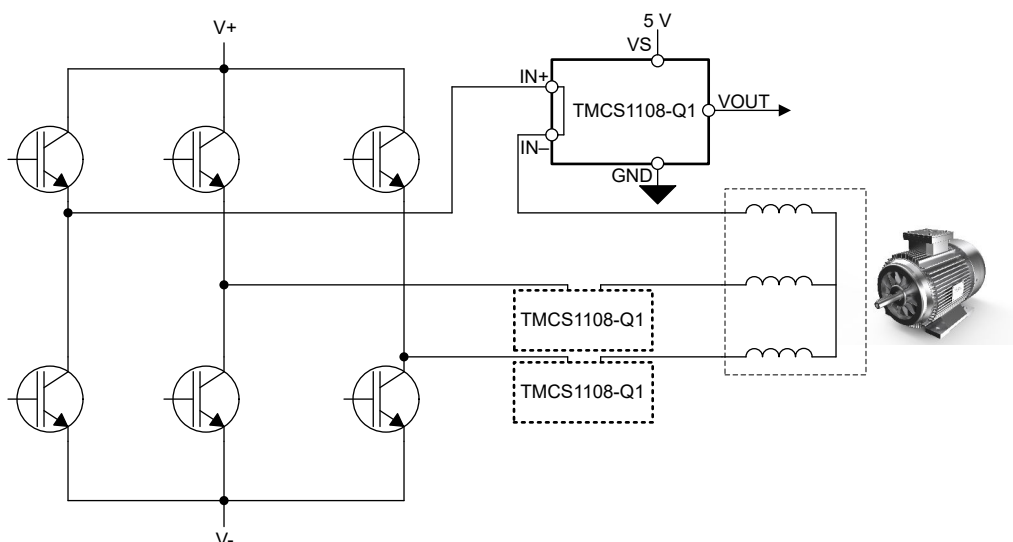 V+
5 V
VS
IN+
TMCS1108-Q1
VOUT
IN–
GND
TMCS1108-Q1
TMCS1108-Q1
V-